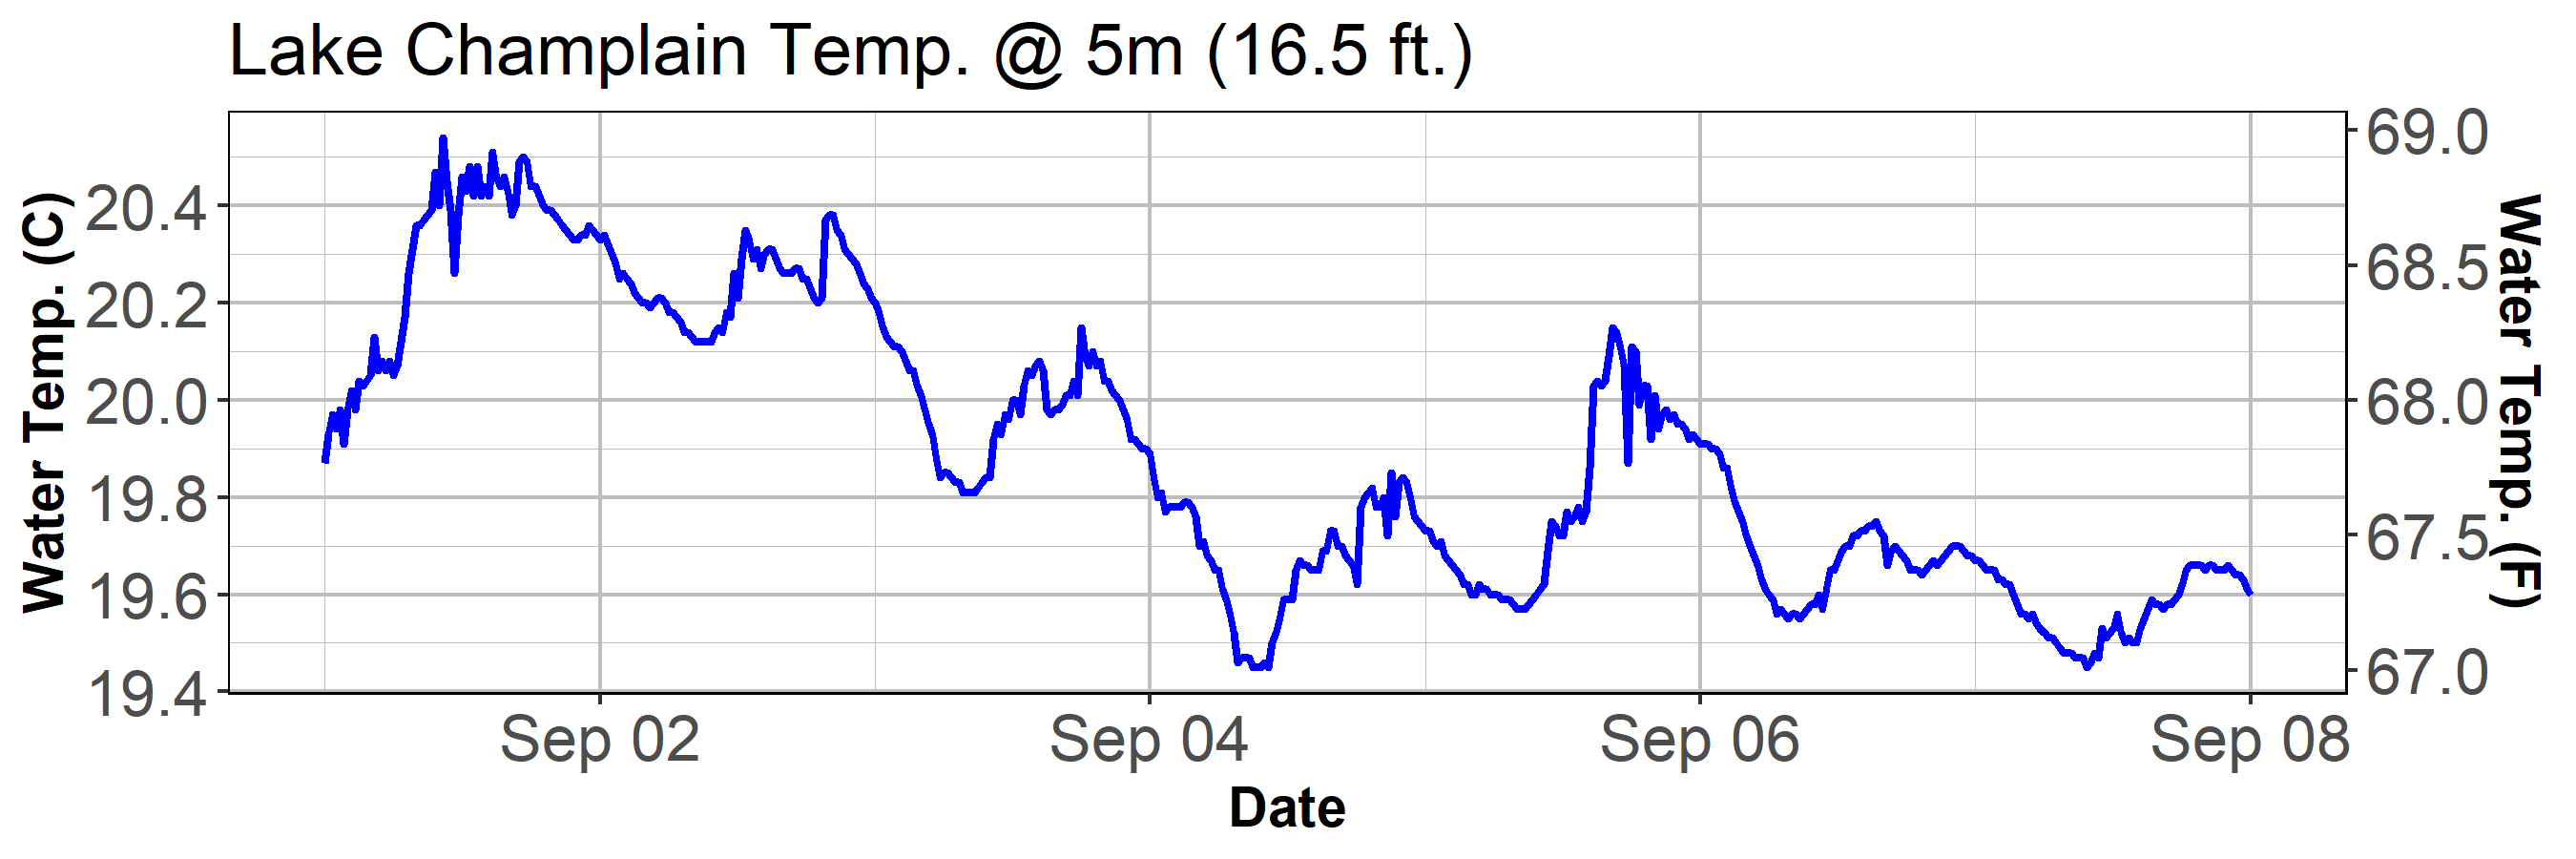 Lake Champlain Temp. @ 5m (16.5 ft.)
Water Temp. (C)
20.4
20.2
20.0
19.8
19.6
19.4
69.0
68.5
68.0
67.5
67.0
Water Temp. (F)
Sep 02 Sep 04 Sep 06 Sep 08
Date